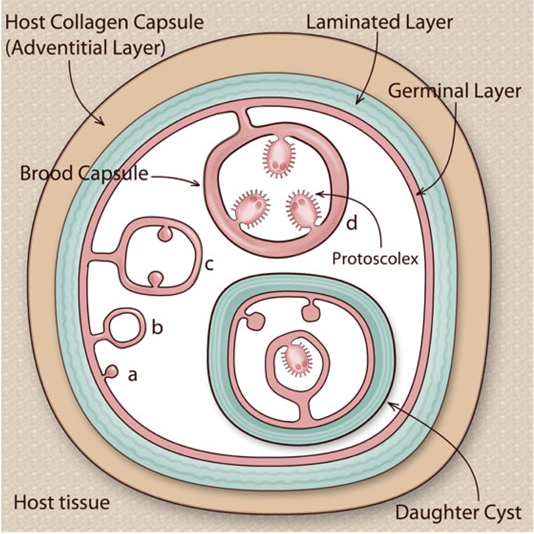 Host Collagen Capsule
(Adventitial Layer)
Laminated Layer
Germinal Layer
Brood Capsule
d
Protoscolex
c
b
a
Host tissue
Daughter Cyst